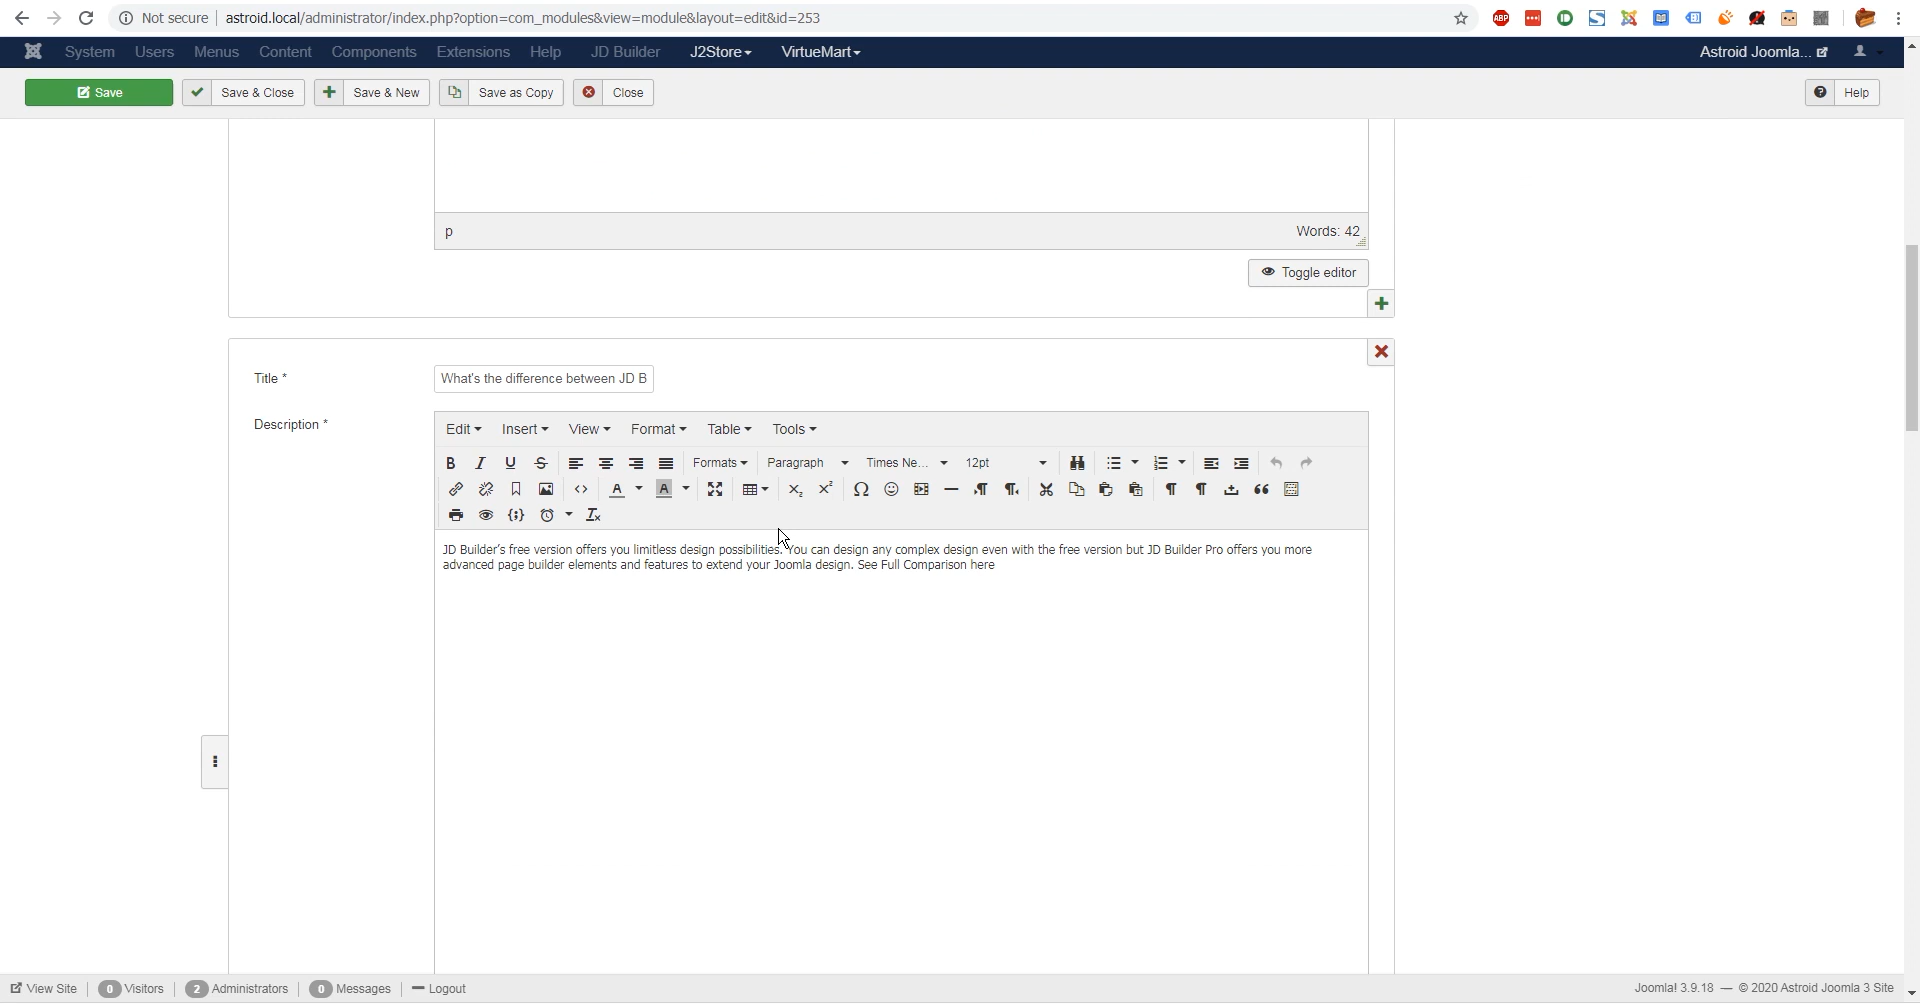 Not secure astroid.local/administrator/index.php?option=com_modules&view=module&layout=edit&id=253
ABP
System Users Menus Content Components Extensions Help JD Builder J2Store VirtueMart Astroid Joomla...
Save Save & Close Save & New Save as Copy Close Help
p Words: 42
Toggle editor
Title * What's the difference between JD B
Description * Edit Insert View Format Table Tools
B I U S Formats Paragraph Times Ne... 12pt
JD Builder's free version offers you limitless design possibilities. You can design any complex design even with the free version but JD Builder Pro offers you more
advanced page builder elements and features to extend your Joomla design. See Full Comparison here
View Site 0 Visitors 2 Administrators 0 Messages Logout Joomla! 3.9.18 — © 2020 Astroid Joomla 3 Site